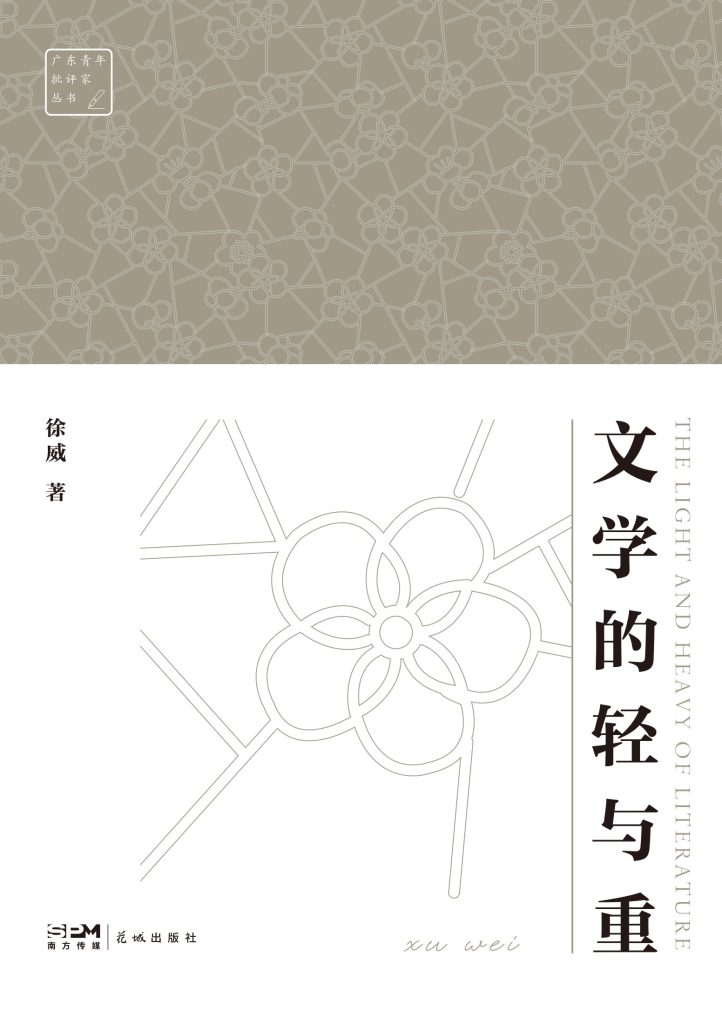 广东青年
批评家
丛书
徐威 著
文学的轻与重
THE LIGHT AND HEAVY OF LITERATURE
xu wei
SPM
南方传媒
花城出版社